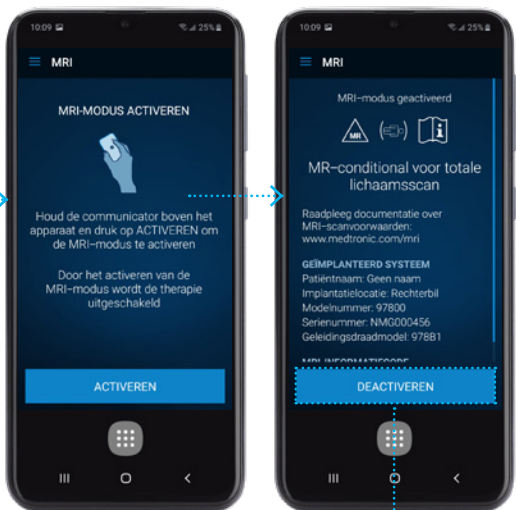 10:09 25%
MRI
MRI-MODUS ACTIVEREN
Houd de communicator boven het
apparaat en druk op ACTIVEREN om
de MRI-modus te activeren
Door het activeren van de
MRI-modus wordt de therapie
uitgeschakeld
ACTIVEREN
10:09 25%
MRI
MRI-modus geactiveerd
MR
MR-conditional voor totale
lichaamsscan
Raadpleeg documentatie over
MRI-scanvoorwaarden:
www.medtronic.com/mri
GEÏMPLANTEERD SYSTEEM
Patiëntnaam: Geen naam
Implantatielocatie: Rechterbil
Modelnummer: 97800
Serienummer: NMG000456
Geleidingsdraadmodel: 978B1
MRI-INFORMATIECODE
DEACTIVEREN